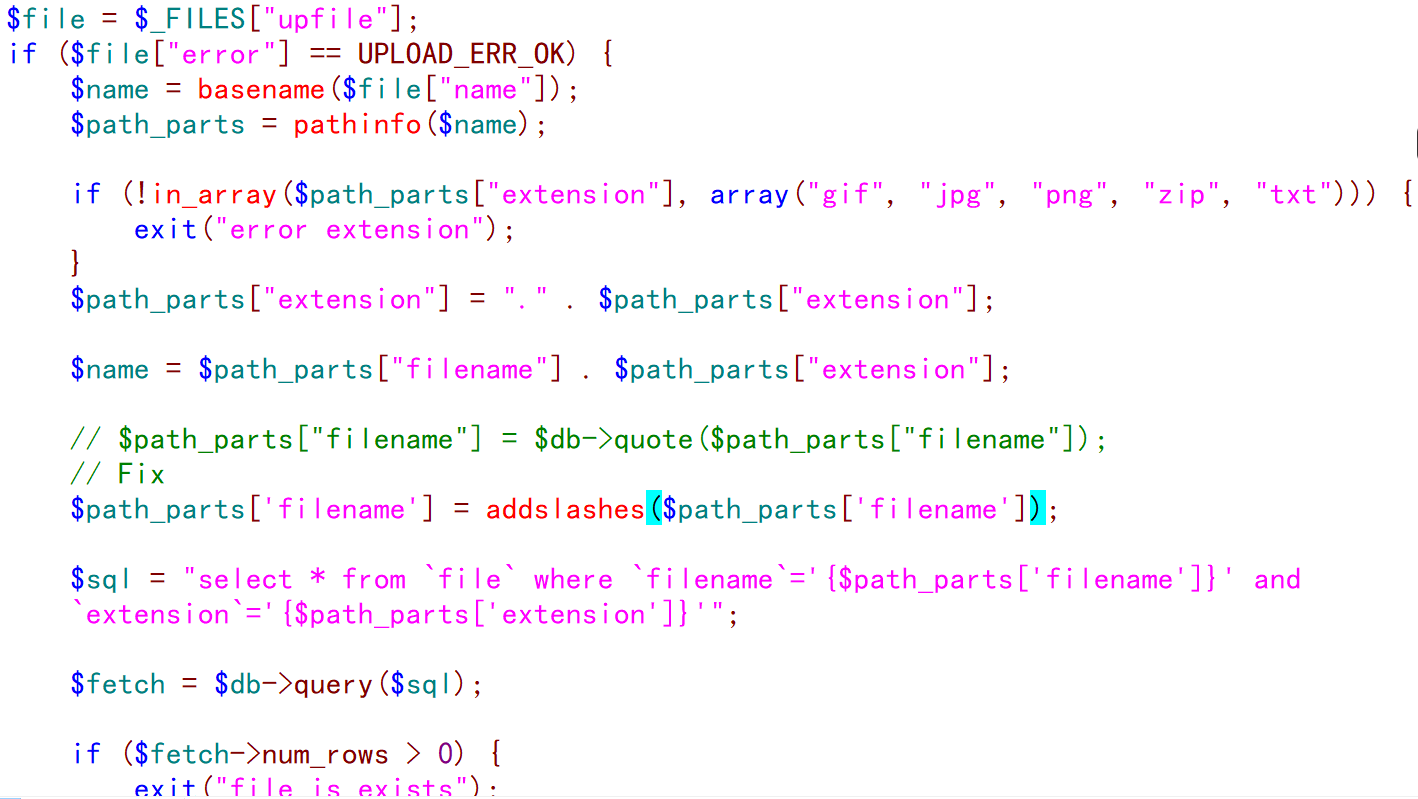 $file = $_FILES["upfile"];
if ($file["error"] == UPLOAD_ERR_OK) {
$name = basename($file["name"]);
$path_parts = pathinfo($name);
if (!in_array($path_parts["extension"], array("gif", "jpg", "png", "zip", "txt"))) {
exit("error extension");
}
$path_parts["extension"] = "." . $path_parts["extension"];
$name = $path_parts["filename"] . $path_parts["extension"];
// $path_parts["filename"] = $db->quote($path_parts["filename"]);
// Fix
$path_parts['filename'] = addslashes($path_parts['filename']);
$sql = "select * from `file` where `filename`='{$path_parts['filename']}' and
`extension`='{$path_parts['extension']}'";
$fetch = $db->query($sql);
if ($fetch->num_rows > 0) {
exit("file is exists");